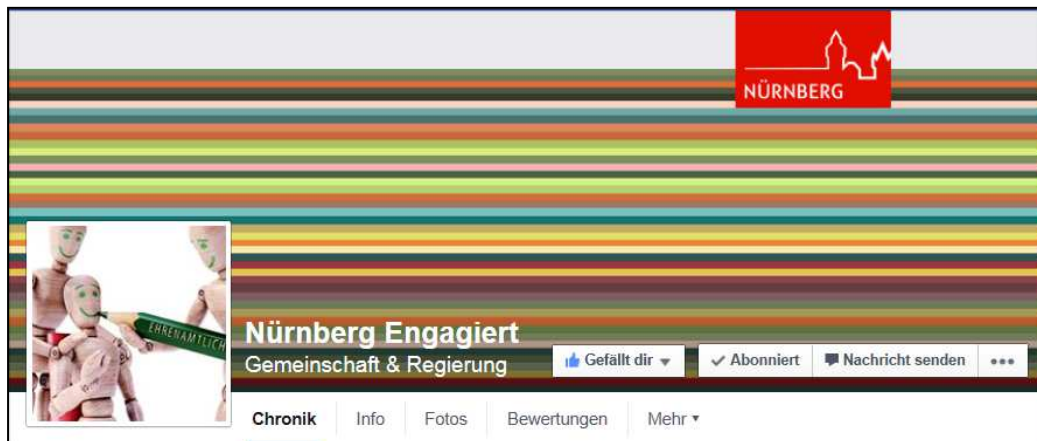 NÜRNBERG
EHRENAMTLICH
Nürnberg Engagiert
Gemeinschaft & Regierung
Gefällt dir
Abonniert
Nachricht senden
Chronik
Info
Fotos
Bewertungen
Mehr